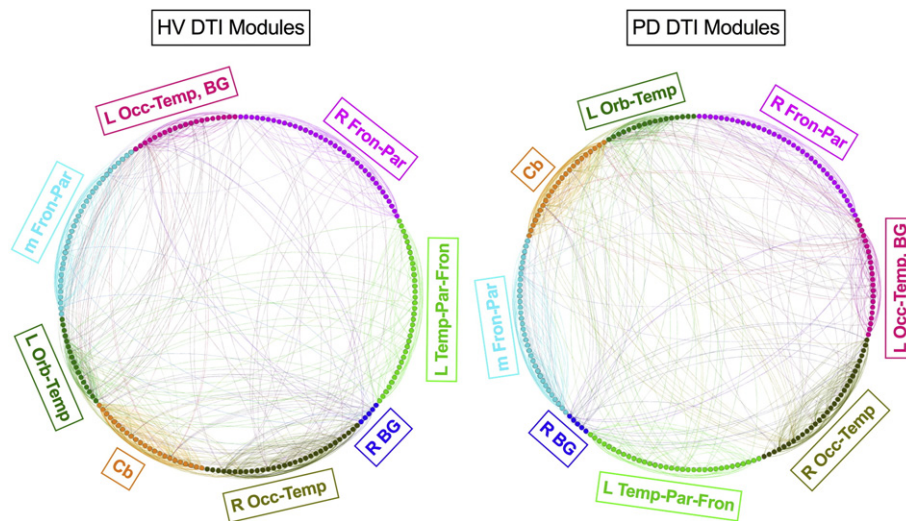 HV DTI Modules
L Occ-Temp, BG
R Fron-Par
m Fron-Par
L Temp-Par-Fron
L Orb-Temp
R BG
Cb
R Occ-Temp
PD DTI Modules
L Orb-Temp
R Fron-Par
Cb
L Occ-Temp, BG
m Fron-Par
R Occ-Temp
R BG
L Temp-Par-Fron